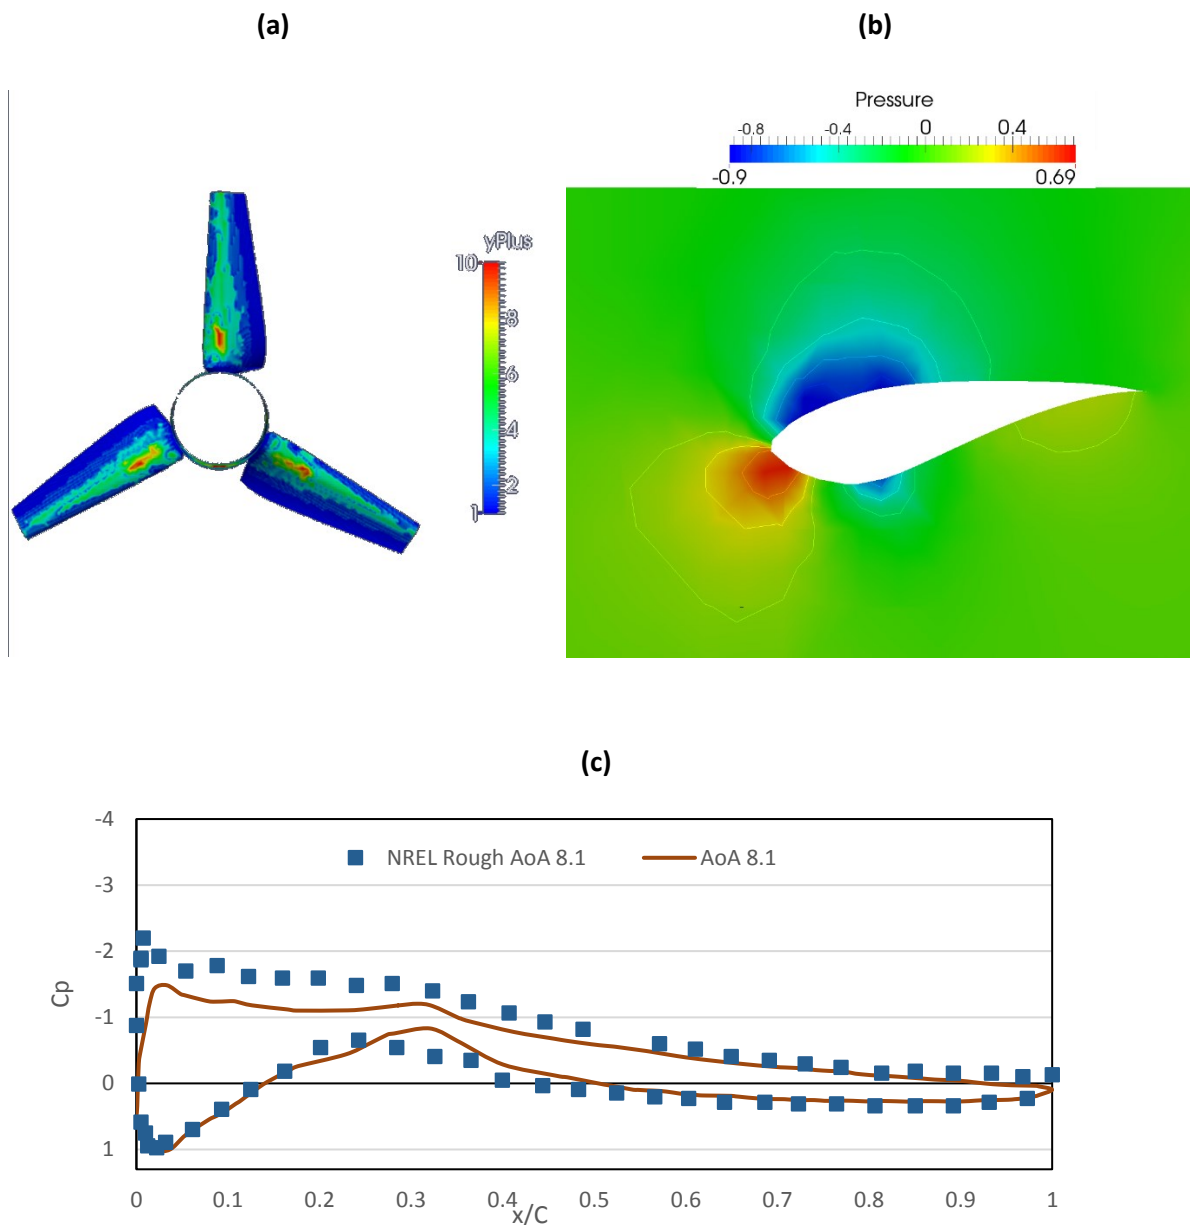 (a)
(b)
Pressure
-0.8 -0.4 0 0.4
-0.9 0.69
yPlus
10
8
6
4
2
1
(c)
-4
-3
-2
-1
0
1
Cp
NREL Rough AoA 8.1 AoA 8.1
0 0.1 0.2 0.3 0.4 0.5 0.6 0.7 0.8 0.9 1
x/C